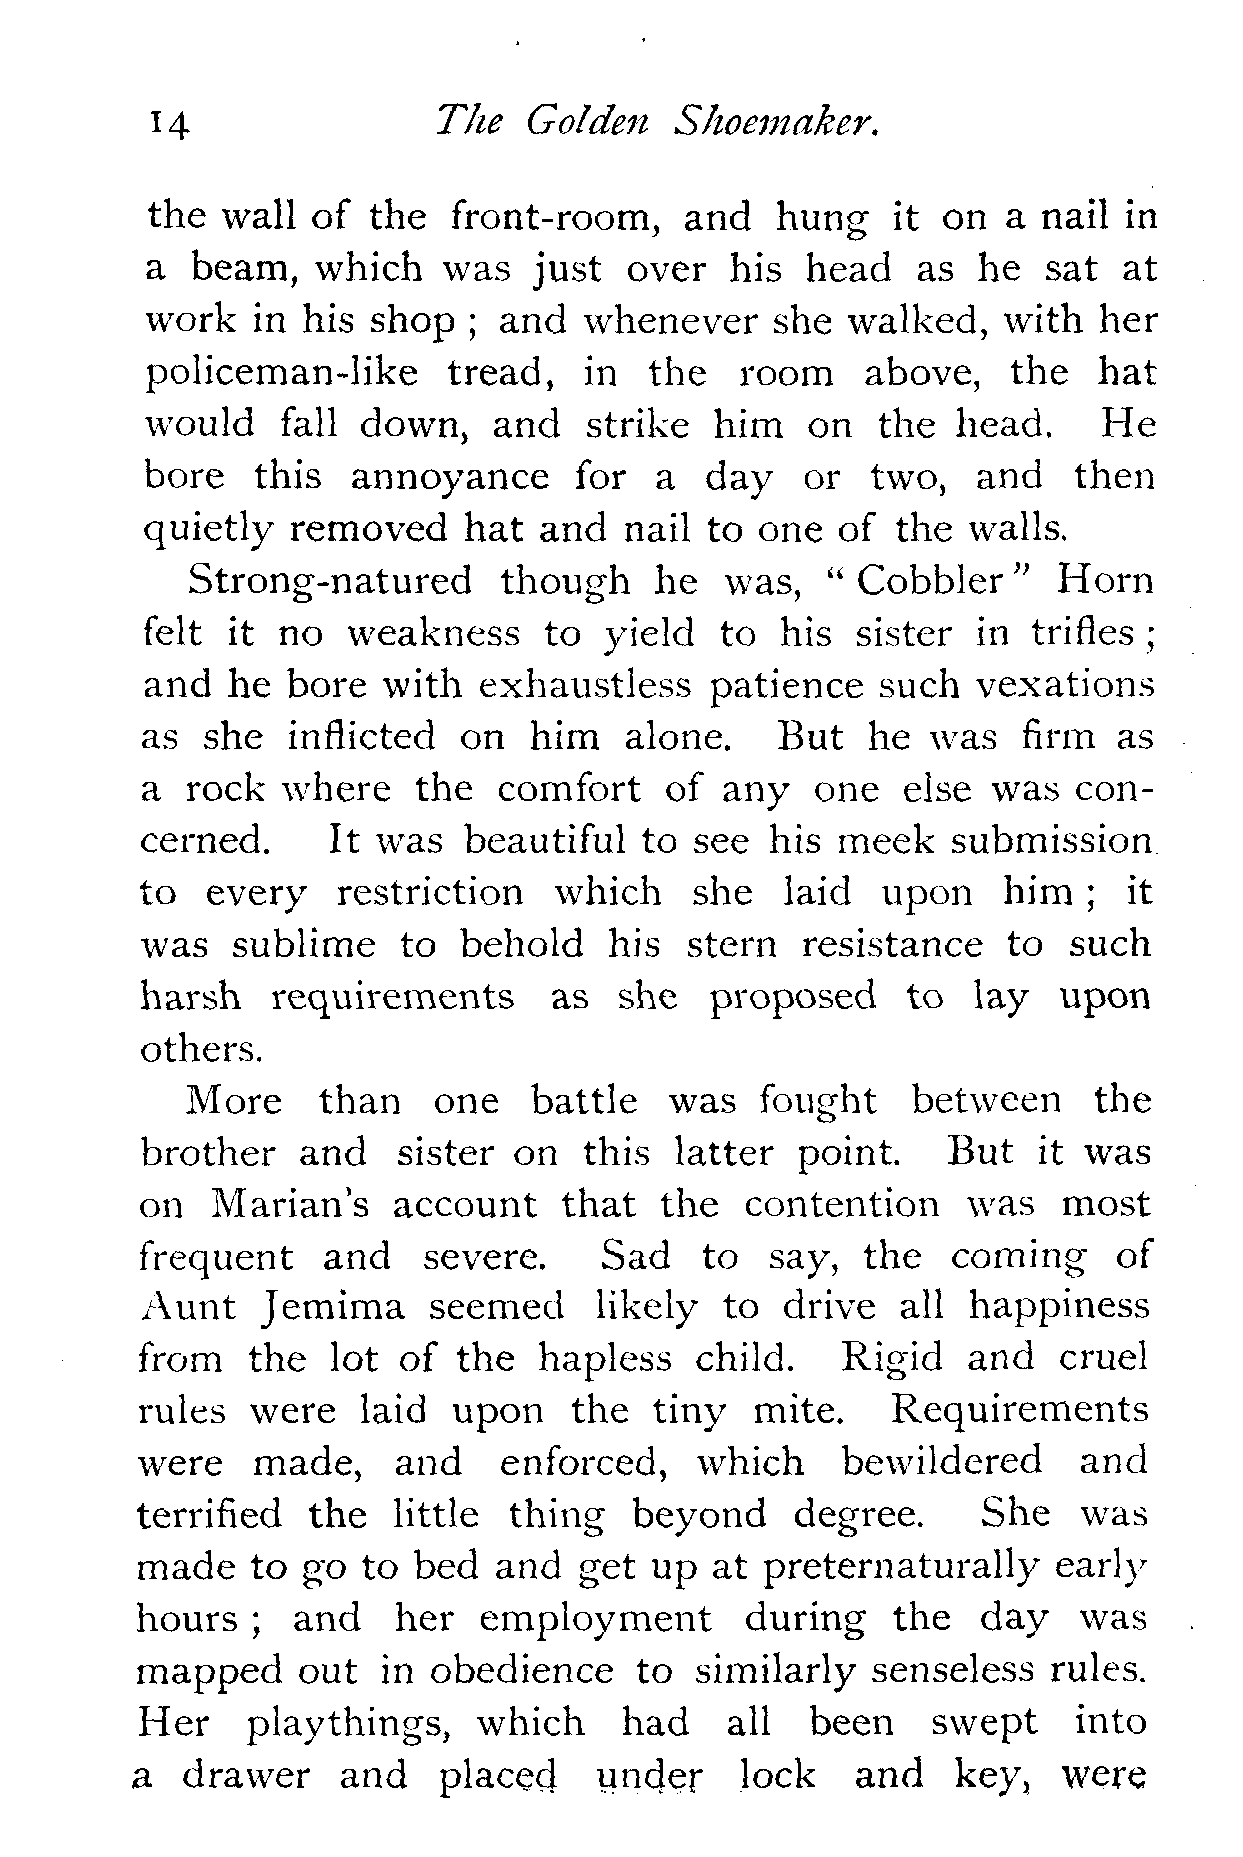 14 The Golden Shoemaker.
the wall of the front-room, and hung it on a nail in
a beam, which was just over his head as he sat at
work in his shop ; and whenever she walked, with her
policeman-like tread, in the room above, the hat
would fall down, and strike him on the head. He
bore this annoyance for a day or two, and then
quietly removed hat and nail to one of the walls.
Strong-natured though he was, “ Cobbler ” Horn
felt it no weakness to yield to his sister in trifles ;
and he bore with exhaustless patience such vexations
as she inflicted on him alone. But he was firm as
a rock where the comfort of any one else was con-
cerned. It was beautiful to see his meek submission
to every restriction which she laid upon him ; it
was sublime to behold his stern resistance to such
harsh requirements as she proposed to lay upon
others.
More than one battle was fought between the
brother and sister on this latter point. But it was
on Marian's account that the contention was most
frequent and severe. Sad to say, the coming of
Aunt Jemima seemed likely to drive all happiness
from the lot of the hapless child. Rigid and cruel
rules were laid upon the tiny mite. Requirements
were made, and enforced, which bewildered and
terrified the little thing beyond degree. She was
made to go to bed and get up at preternaturally early
hours ; and her employment during the day was
mapped out in obedience to similarly senseless rules.
Her playthings, which had all been swept into
a drawer and placed under lock and key, were